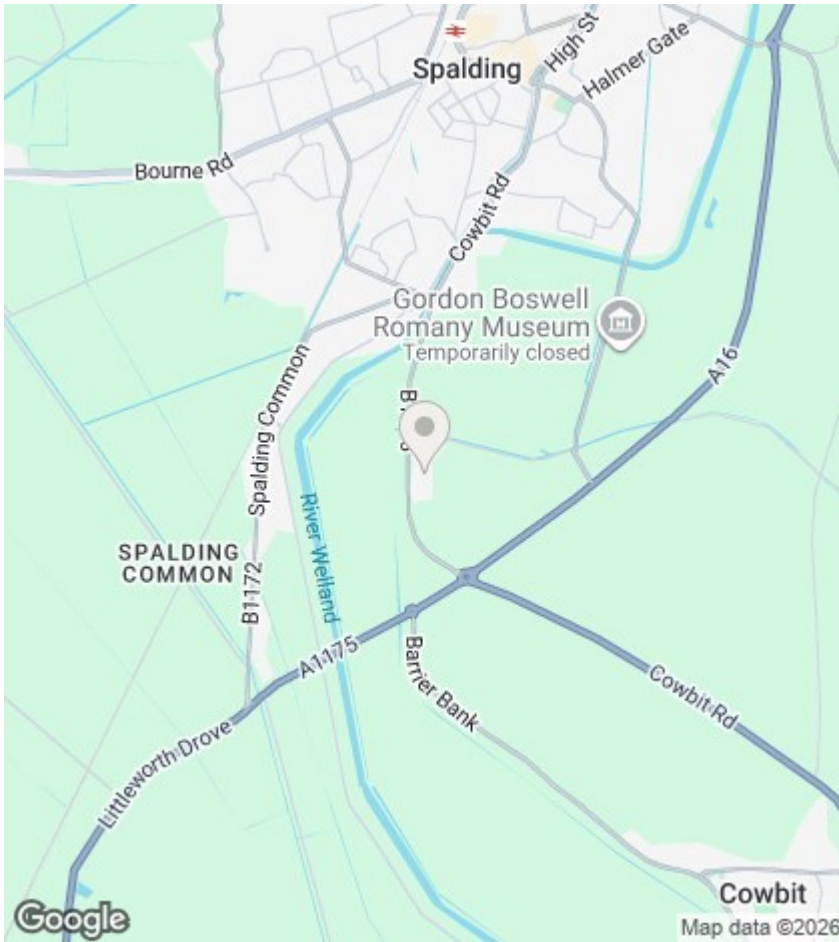 Spalding
High St
Halmer Gate
Bourne Rd
Cowbit Rd
Gordon Boswell
Romany Museum
Temporarily closed
A16
Spalding Common
River Welland
SPALDING
COMMON
B1172
A1175
Barrier Bank
Cowbit Rd
Littleworth Drove
Cowbit
Google
Map data ©2026